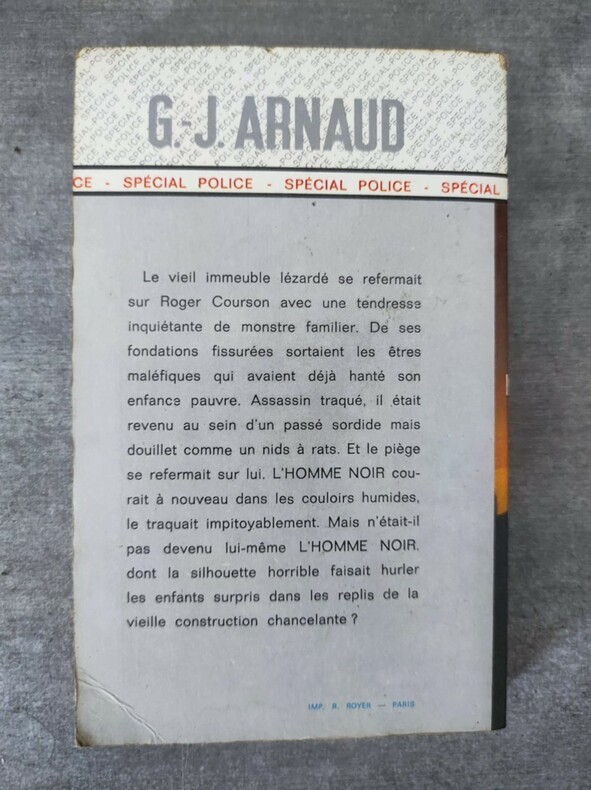 G.-J. ARNAUD
CE - SPÉCIAL POLICE - SPÉCIAL POLICE - SPÉCIAL
Le vieil immeuble lézardé se refermait
sur Roger Courson avec une tendresse
inquiétante de monstre familier. De ses
fondations fissurées sortaient les êtres
maléfiques qui avaient déjà hanté son
enfance pauvre. Assassin traqué, il était
revenu au sein d'un passé sordide mais
douillet comme un nids à rats. Et le piège
se refermait sur lui. L'HOMME NOIR cou-
rait à nouveau dans les couloirs humides,
le traquait impitoyablement. Mais n'était-il
pas devenu lui-même L'HOMME NOIR.
dont la silhouette horrible faisait hurler
les enfants surpris dans les replis de la
vieille construction chancelante ?
IMP. R. ROYER — PARIS